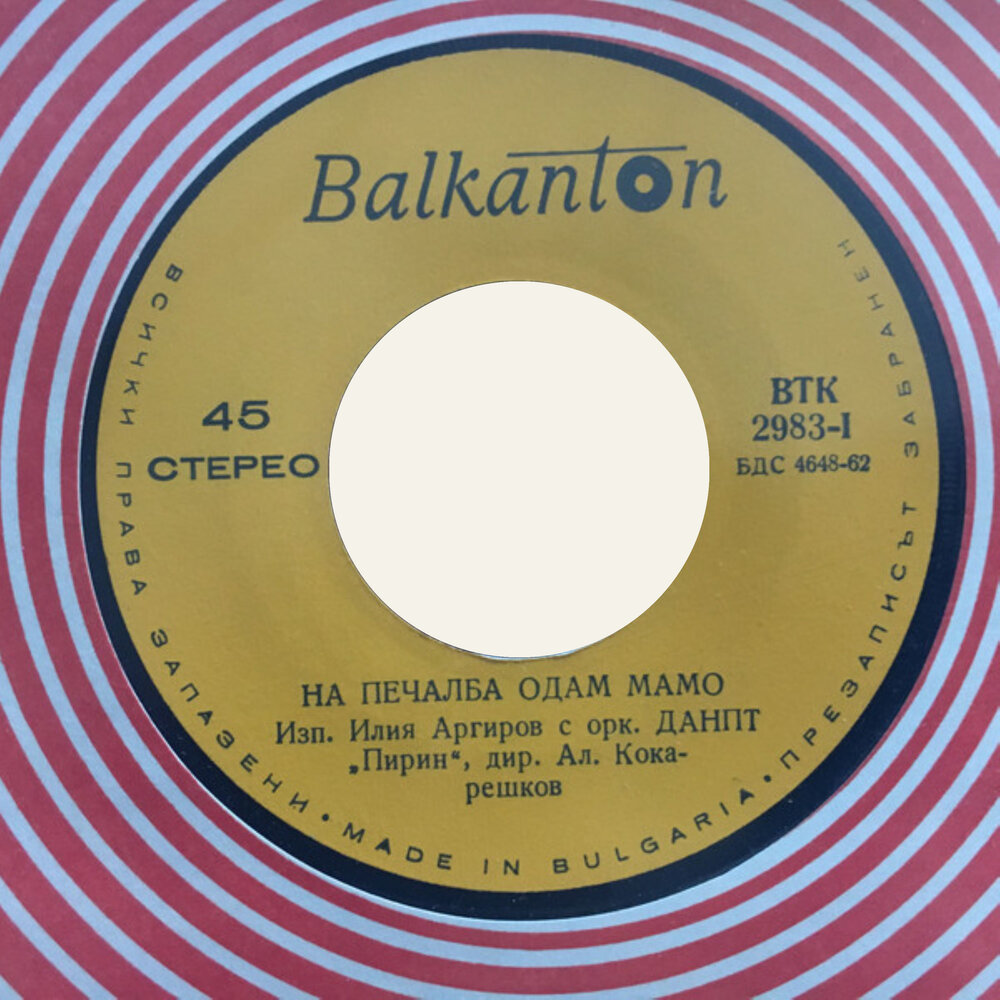 Balkanton
45
СТЕРЕО
ВТК
2983-I
БДС 4648-62
НА ПЕЧАЛБА ОДАМ МАМО
Изп. Илия Аргиров с орк. ДАНПТ
„Пирин“, дир. Ал. Кока-
решков
ВСИЧКИ ПРАВА ЗАПАЗЕНИ • MADE IN BULGARIA • ПРЕЗАПИСЪТ ЗАБРАНЕН